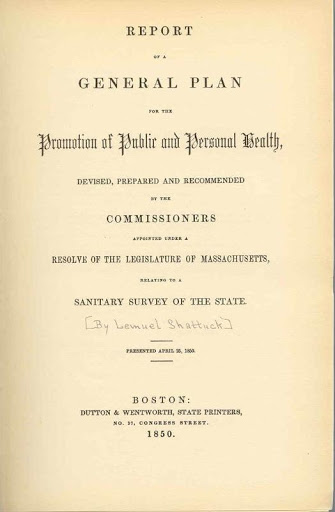 REPORT
OF A
GENERAL PLAN
FOR THE
Promotion of Public and Personal Health,
DEVISED, PREPARED AND RECOMMENDED
BY THE
COMMISSIONERS
APPOINTED UNDER A
RESOLVE OF THE LEGISLATURE OF MASSACHUSETTS,
RELATING TO A
SANITARY SURVEY OF THE STATE.
[By Lemuel Shattuck]
PRESENTED APRIL 25, 1850.
BOSTON:
DUTTON & WENTWORTH, STATE PRINTERS,
NO. 37, CONGRESS STREET.
1850.